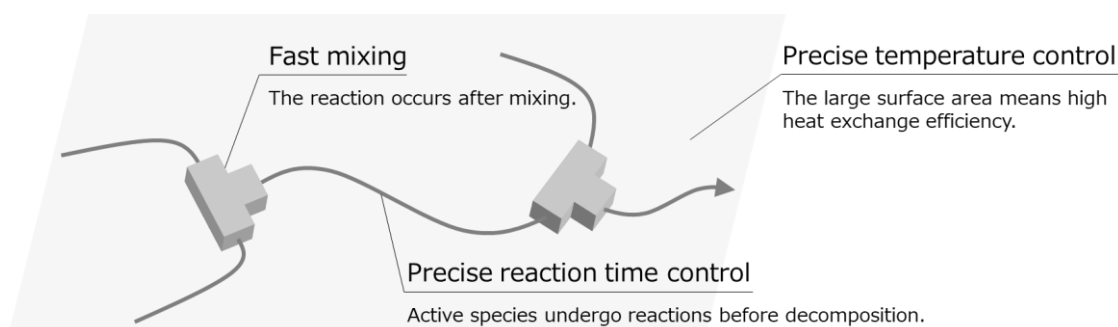 Fast mixing
The reaction occurs after mixing.
Precise temperature control
The large surface area means high
heat exchange efficiency.
Precise reaction time control
Active species undergo reactions before decomposition.